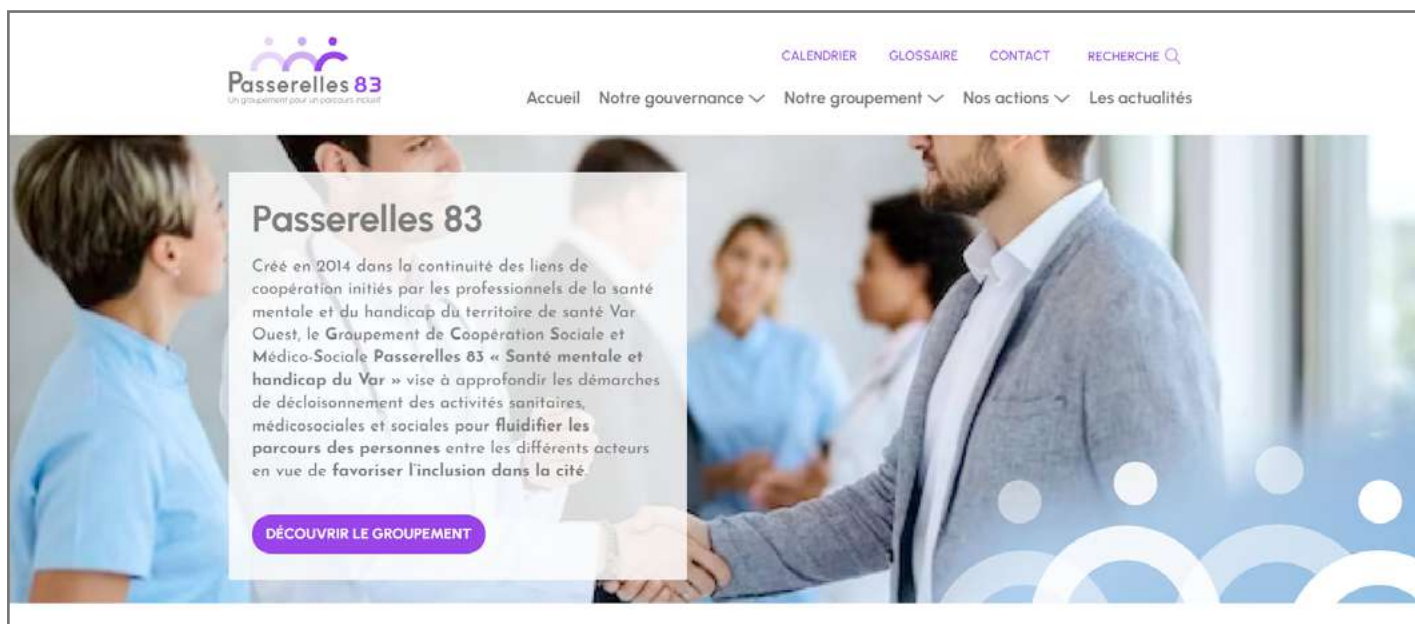 Passerelles 83
Un groupement pour un parcours inclusif
CALENDRIER GLOSSAIRE CONTACT RECHERCHE
Accueil Notre gouvernance Notre groupement Nos actions Les actualités
Passerelles 83
Créé en 2014 dans la continuité des liens de
coopération initiés par les professionnels de la santé
mentale et du handicap du territoire de santé Var
Ouest, le Groupement de Coopération Sociale et
Médico-Sociale Passerelles 83 « Santé mentale et
handicap du Var » vise à approfondir les démarches
de décloisonnement des activités sanitaires,
médicosociales et sociales pour fluidifier les
parcours des personnes entre les différents acteurs
en vue de favoriser l'inclusion dans la cité.
DÉCOUVRIR LE GROUPEMENT